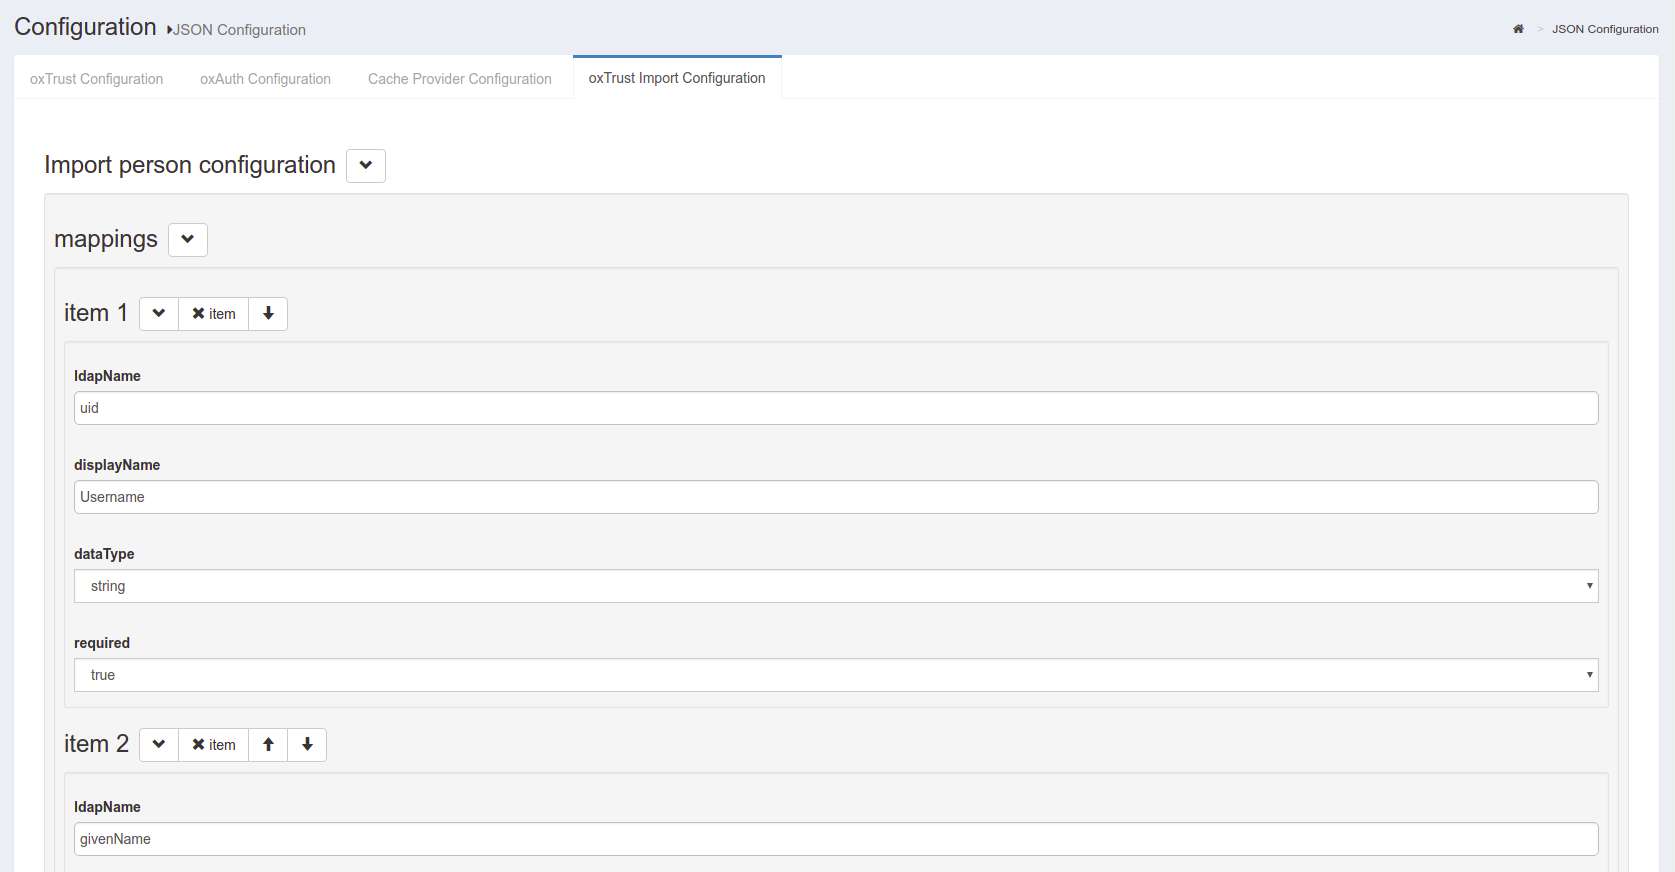 Configuration JSON Configuration
> JSON Configuration
oxTrust Configuration oxAuth Configuration Cache Provider Configuration oxTrust Import Configuration
Import person configuration
mappings
item 1 item
ldapName
uid
displayName
Username
dataType
string
required
true
item 2 item
ldapName
givenName